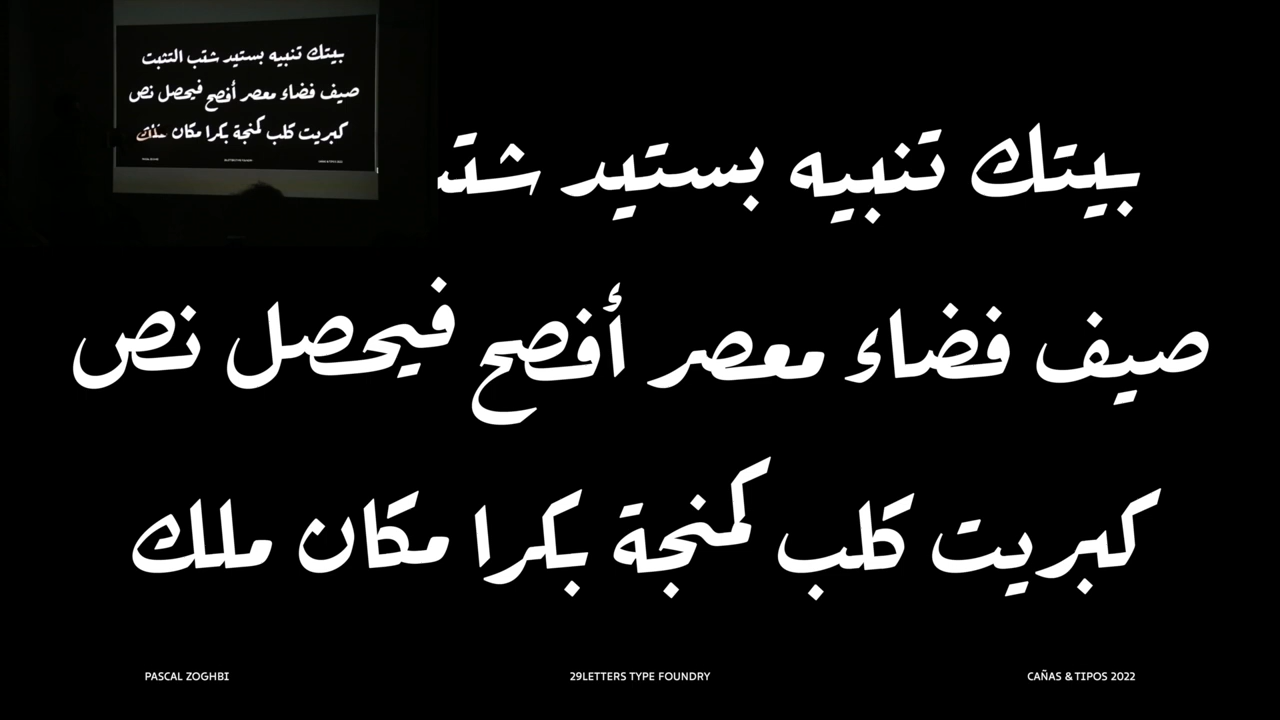 بيتك تنبيه بستيد شتب التثبت
صيف فضاء معصر أفصح فيحصل نص
كبريت كلب كمنجة بكرا مكان ملك
بيتك تنبيه بستيد شتـ
صيف فضاء معصر أفصح فيحصل نص
كبريت كلب كمنجة بكرا مكان ملك
PASCAL ZOGHBI 29LETTERS TYPE FOUNDRY CAÑAS & TIPOS 2022